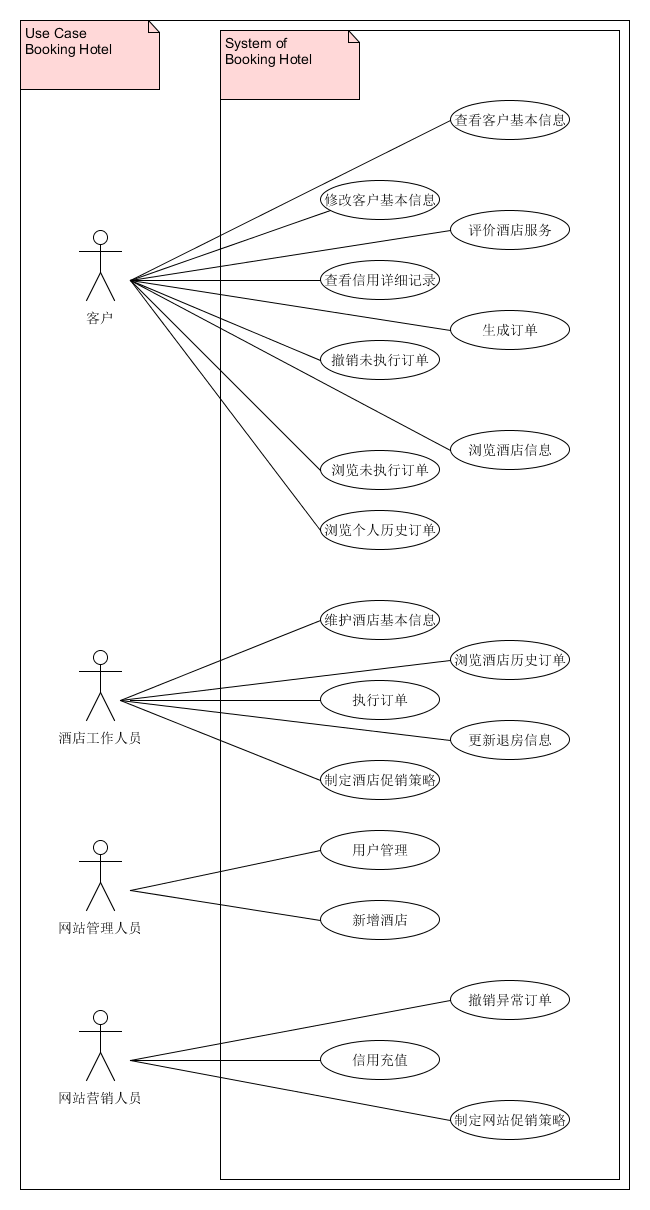 Use Case
Booking Hotel
System of
Booking Hotel
查看客户基本信息
修改客户基本信息
评价酒店服务
查看信用详细记录
客户
生成订单
撤销未执行订单
浏览酒店信息
浏览未执行订单
浏览个人历史订单
维护酒店基本信息
浏览酒店历史订单
执行订单
酒店工作人员
更新退房信息
制定酒店促销策略
用户管理
新增酒店
网站管理人员
撤销异常订单
信用充值
网站营销人员
制定网站促销策略